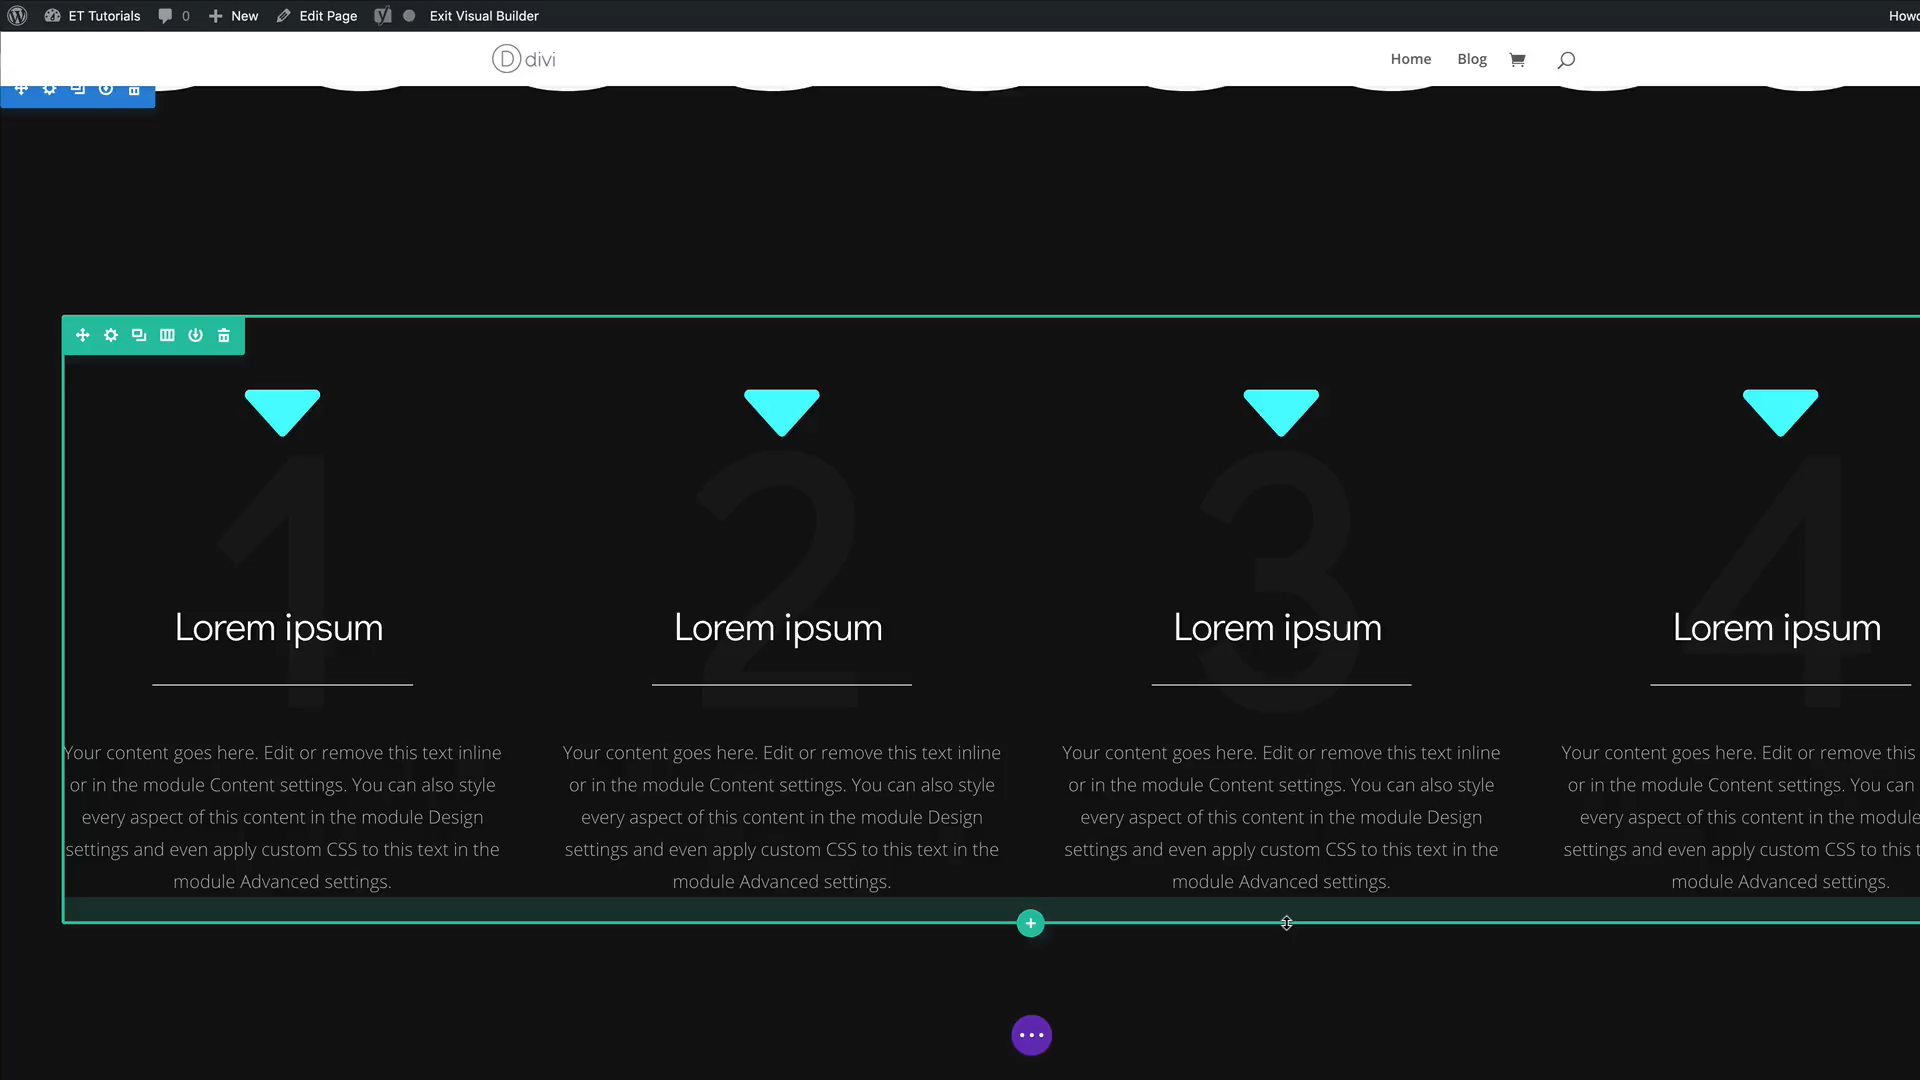 ET Tutorials 0 New Edit Page Exit Visual Builder Howd
D divi Home Blog
1 2 3 4
Lorem ipsum Lorem ipsum Lorem ipsum Lorem ipsum
Your content goes here. Edit or remove this text inline
or in the module Content settings. You can also style
every aspect of this content in the module Design
settings and even apply custom CSS to this text in the
module Advanced settings.
Your content goes here. Edit or remove this text inline
or in the module Content settings. You can also style
every aspect of this content in the module Design
settings and even apply custom CSS to this text in the
module Advanced settings.
Your content goes here. Edit or remove this text inline
or in the module Content settings. You can also style
every aspect of this content in the module Design
settings and even apply custom CSS to this text in the
module Advanced settings.
Your content goes here. Edit or remove this
or in the module Content settings. You can
every aspect of this content in the module
settings and even apply custom CSS to this t
module Advanced settings.